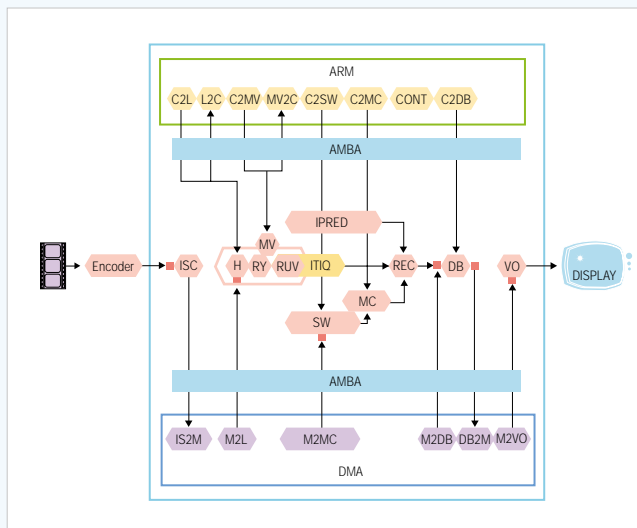 ARM
C2L L2C C2MV MV2C C2SW C2MC CONT C2DB
AMBA
IPRED
MV
Encoder ISC H RY RUV ITIQ REC DB VO DISPLAY
MC
SW
AMBA
IS2M M2L M2MC M2DB DB2M M2VO
DMA